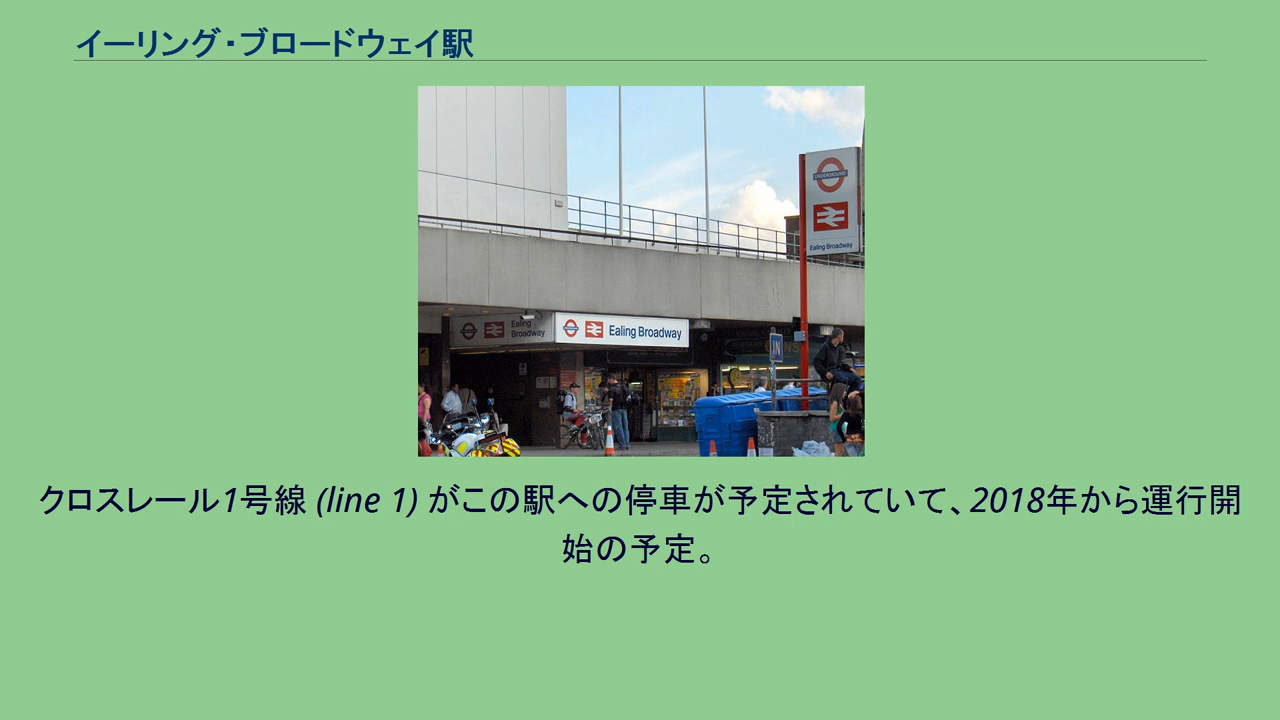 イーリング・ブロードウェイ駅
UNDERGROUND
Ealing Broadway
Ealing
Broadway
Ealing Broadway
IN
クロスレール1号線 (line 1) がこの駅への停車が予定されていて、2018年から運行開
始の予定。